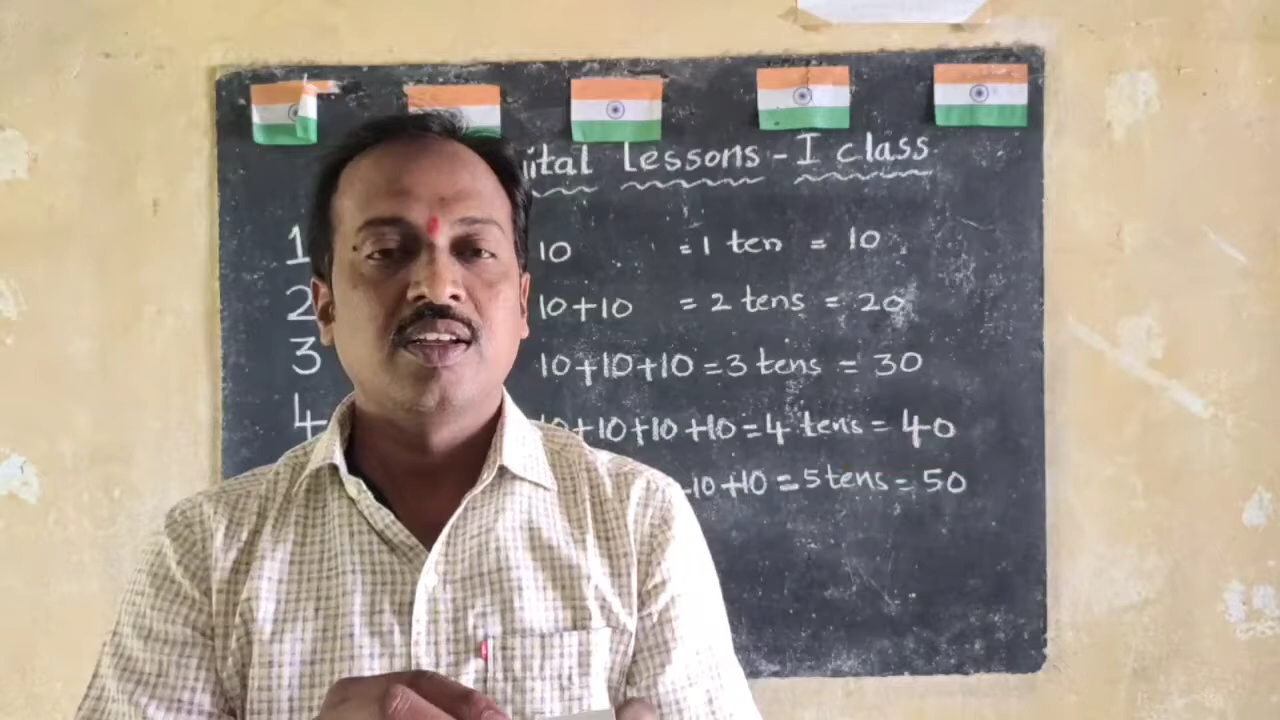 Lessons - I class
1 10 = 1 ten = 10
2 10+10 = 2 tens = 20
3 10+10+10 = 3 tens = 30
4 +10+10+10 = 4 tens = 40
10+10 = 5 tens = 50